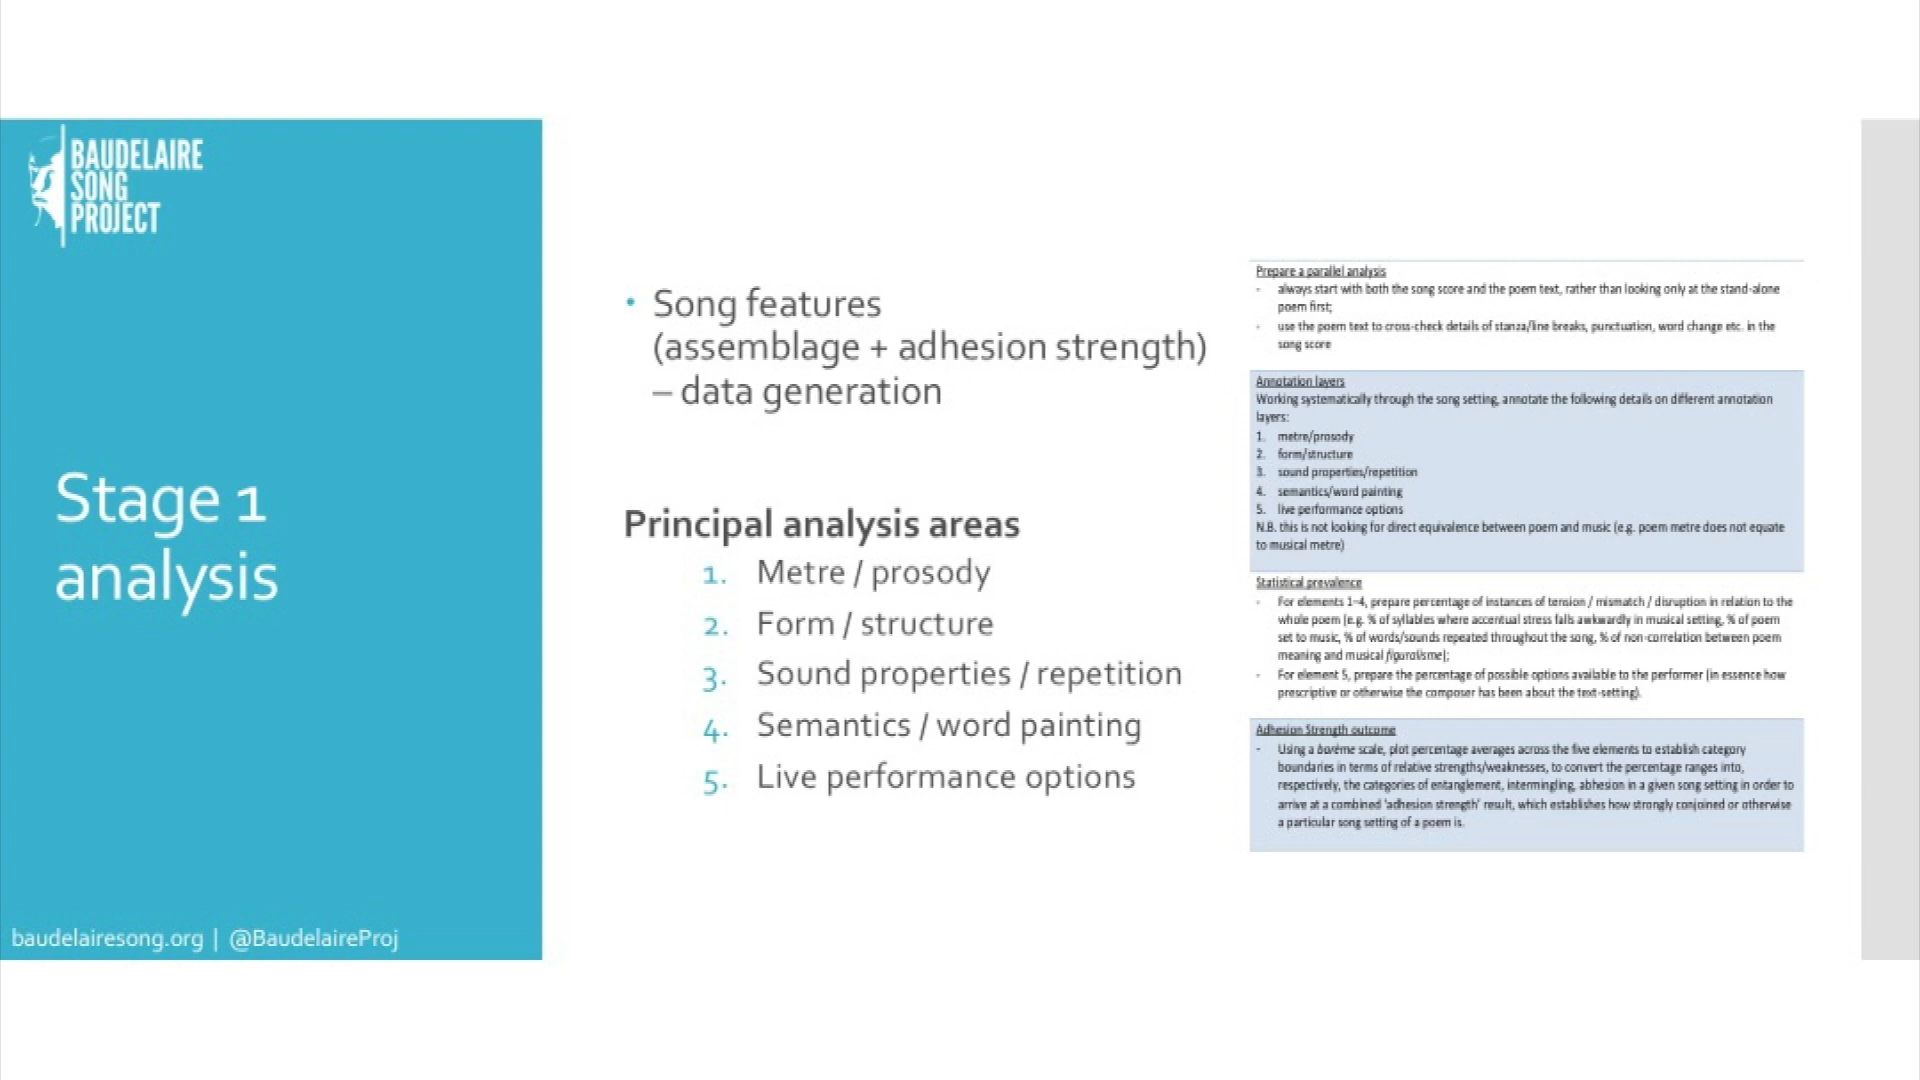 BAUDELAIRE
SONG
PROJECT
Stage 1
analysis
baudelairesong.org | @BaudelaireProj
• Song features
(assemblage + adhesion strength)
– data generation
Principal analysis areas
1. Metre / prosody
2. Form / structure
3. Sound properties / repetition
4. Semantics / word painting
5. Live performance options
Prepare a parallel analysis
- always start with both the song score and the poem text, rather than looking only at the stand-alone
poem first;
- use the poem text to cross-check details of stanza/line breaks, punctuation, word change etc. in the
song score
Annotation layers
Working systematically through the song setting, annotate the following details on different annotation
layers:
1. metre/prosody
2. form/structure
3. sound properties/repetition
4. semantics/word painting
5. live performance options
N.B. this is not looking for direct equivalence between poem and music (e.g. poem metre does not equate
to musical metre)
Statistical prevalence
- For elements 1-4, prepare percentage of instances of tension / mismatch / disruption in relation to the
whole poem (e.g. % of syllables where accentual stress falls awkwardly in musical setting, % of poem
set to music, % of words/sounds repeated throughout the song, % of non-correlation between poem
meaning and musical figuralisme);
- For element 5, prepare the percentage of possible options available to the performer (in essence how
prescriptive or otherwise the composer has been about the text-setting).
Adhesion Strength outcome
- Using a barème scale, plot percentage averages across the five elements to establish category
boundaries in terms of relative strengths/weaknesses, to convert the percentage ranges into,
respectively, the categories of entanglement, intermingling, abhesion in a given song setting in order to
arrive at a combined 'adhesion strength' result, which establishes how strongly conjoined or otherwise
a particular song setting of a poem is.